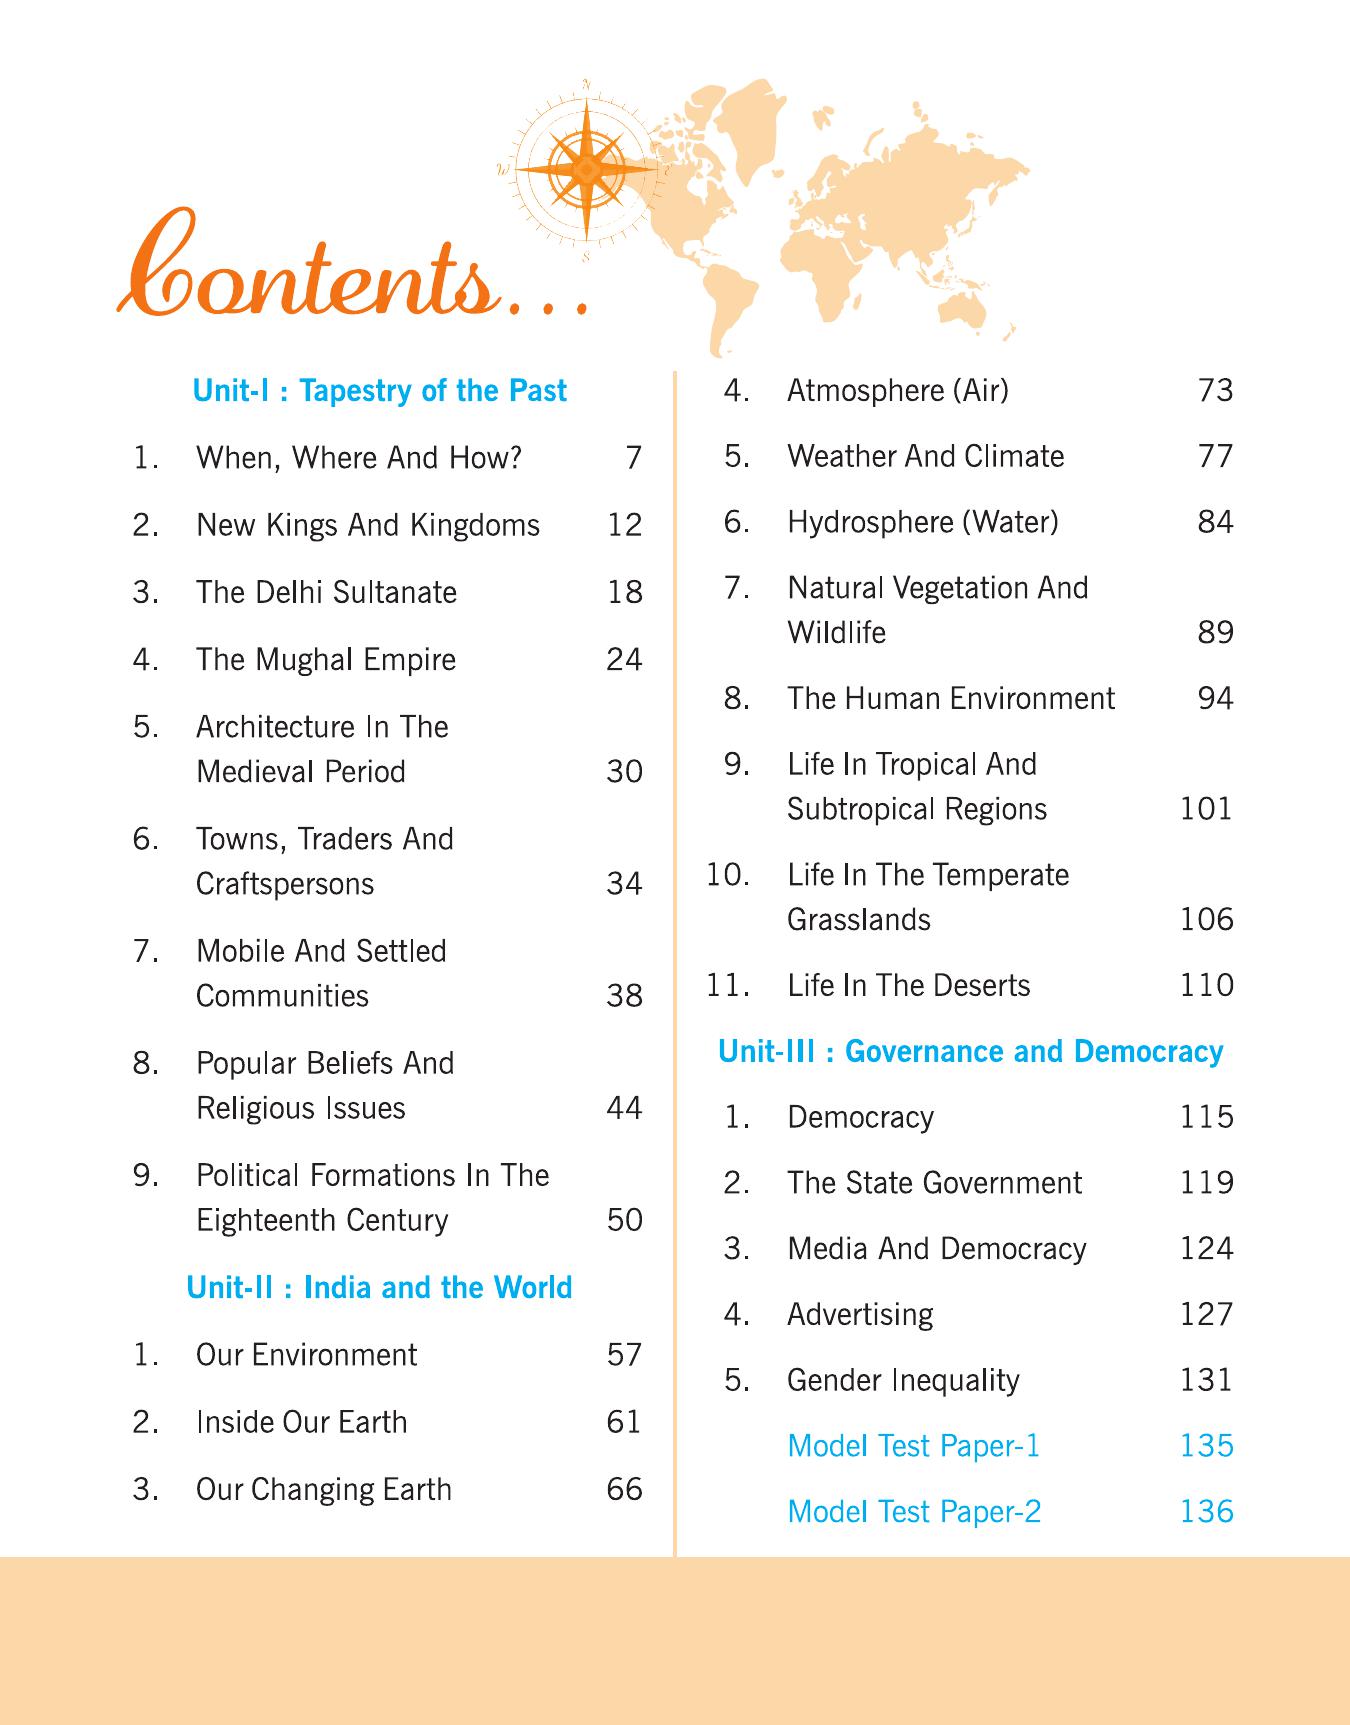 N
W
S
Contents...
Unit-I : Tapestry of the Past
1. When, Where And How? 7
2. New Kings And Kingdoms 12
3. The Delhi Sultanate 18
4. The Mughal Empire 24
5. Architecture In The
Medieval Period 30
6. Towns, Traders And
Craftspersons 34
7. Mobile And Settled
Communities 38
8. Popular Beliefs And
Religious Issues 44
9. Political Formations In The
Eighteenth Century 50
Unit-II : India and the World
1. Our Environment 57
2. Inside Our Earth 61
3. Our Changing Earth 66
4. Atmosphere (Air) 73
5. Weather And Climate 77
6. Hydrosphere (Water) 84
7. Natural Vegetation And
Wildlife 89
8. The Human Environment 94
9. Life In Tropical And
Subtropical Regions 101
10. Life In The Temperate
Grasslands 106
11. Life In The Deserts 110
Unit-III : Governance and Democracy
1. Democracy 115
2. The State Government 119
3. Media And Democracy 124
4. Advertising 127
5. Gender Inequality 131
Model Test Paper-1 135
Model Test Paper-2 136